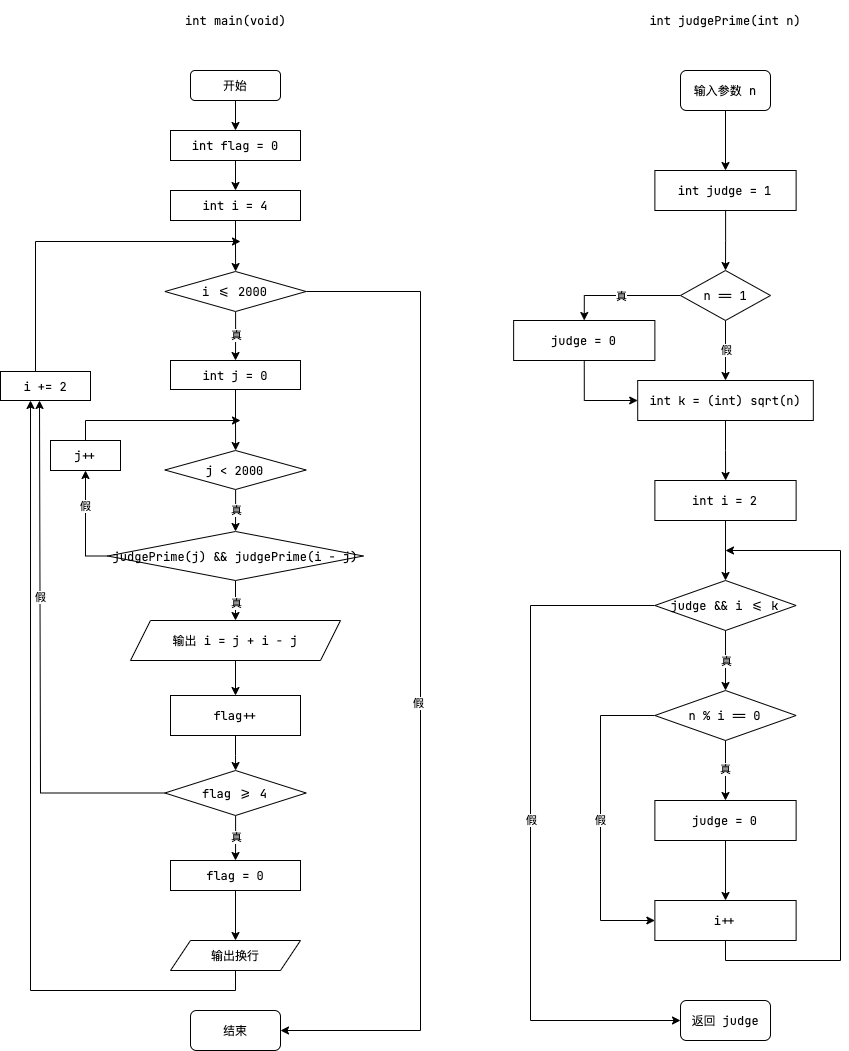 int main(void)
开始
int flag = 0
int i = 4
i ≤ 2000
真
int j = 0
i += 2
j++
j < 2000
假
真
judgePrime(j) && judgePrime(i - j)
假
真
输出 i = j + i - j
flag++
假
flag ≥ 4
真
flag = 0
输出换行
结束
int judgePrime(int n)
输入参数 n
int judge = 1
n == 1
真
judge = 0
假
int k = (int) sqrt(n)
int i = 2
judge && i ≤ k
真
n % i == 0
真
假
假
judge = 0
i++
返回 judge